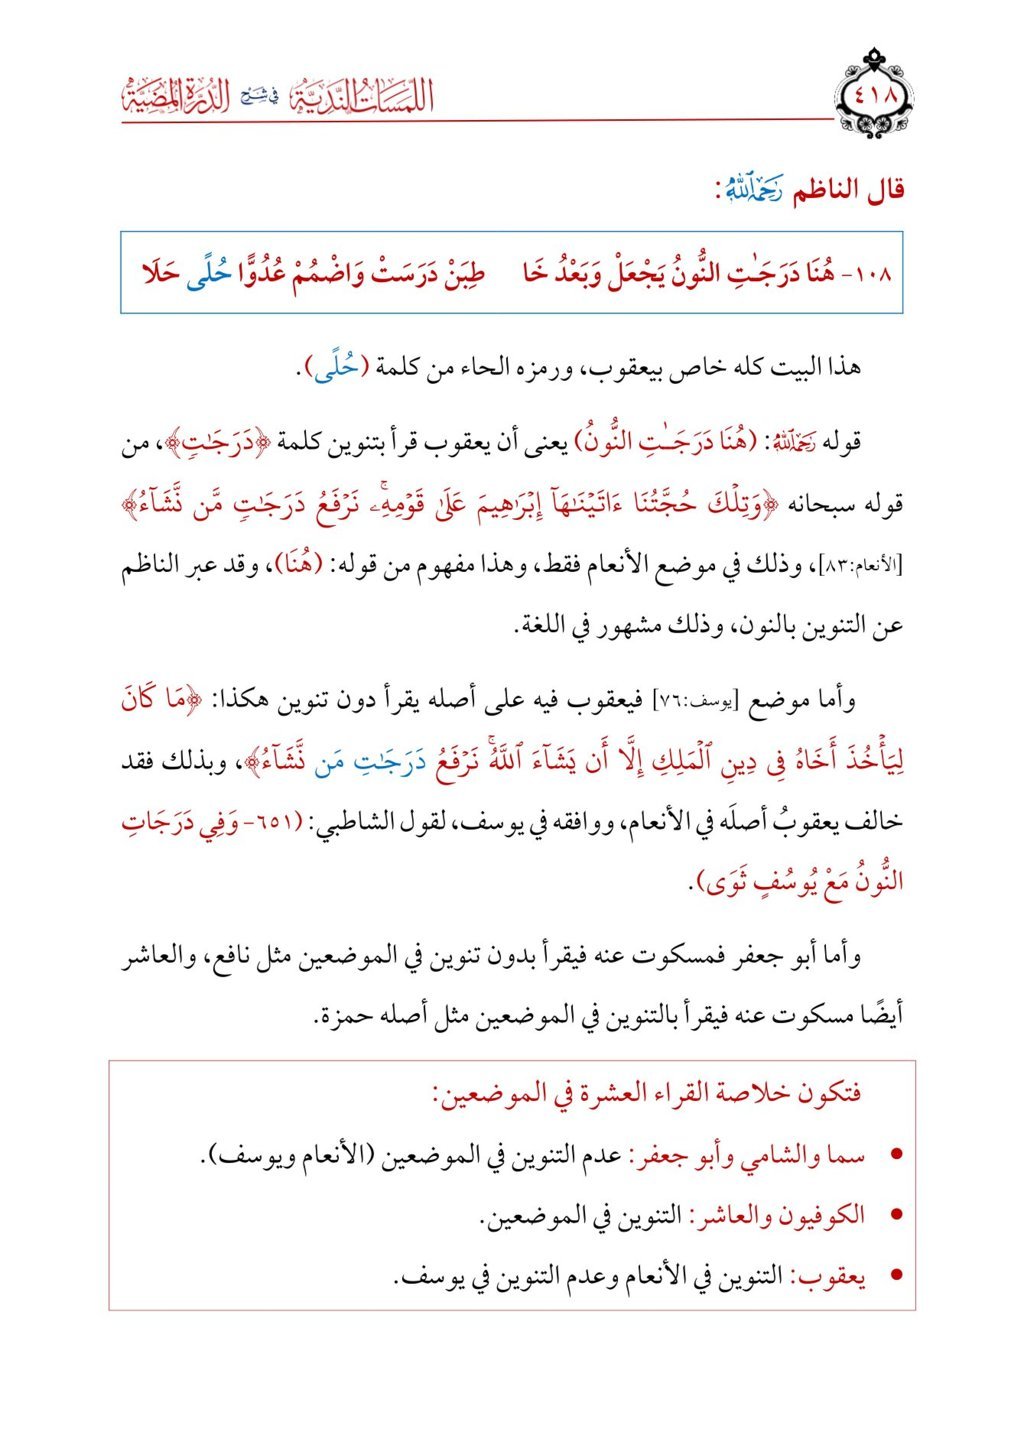 ٤١٨
اللمسات الندية في شرح الدرة المضية
قال الناظم رَحِمَهُ ٱللَّهُ:
١٠٨- هُنَا دَرَجَـٰتِ النُّونُ يَجْعَلْ وَبَعْدُ خَا طِبَنْ دَرَسَتْ وَاضْمُمْ عُدُوًّا حُلًى حَلَا
هذا البيت كله خاص بيعقوب، ورمزه الحاء من كلمة (حُلًى).
قوله رَحِمَهُ ٱللَّهُ: (هُنَا دَرَجَـٰتِ النُّونُ) يعنى أن يعقوب قرأ بتنوين كلمة ﴿دَرَجَٰتٖ﴾، من
قوله سبحانه ﴿وَتِلۡكَ حُجَّتُنَآ ءَاتَيۡنَٰهَآ إِبۡرَٰهِيمَ عَلَىٰ قَوۡمِهِۦۚ نَرۡفَعُ دَرَجَٰتٖ مَّن نَّشَآءُ﴾
[الأنعام:٨٣]، وذلك في موضع الأنعام فقط، وهذا مفهوم من قوله: (هُنَا)، وقد عبر الناظم
عن التنوين بالنون، وذلك مشهور في اللغة.
وأما موضع [يوسف:٧٦] فيعقوب فيه على أصله يقرأ دون تنوين هكذا: ﴿مَا كَانَ
لِيَأۡخُذَ أَخَاهُ فِي دِينِ ٱلۡمَلِكِ إِلَّآ أَن يَشَآءَ ٱللَّهُۚ نَرۡفَعُ دَرَجَٰتِ مَن نَّشَآءُ﴾، وبذلك فقد
خالف يعقوبُ أصلَه في الأنعام، ووافقه في يوسف، لقول الشاطبي: (٦٥١- وَفِي دَرَجَاتِ
النُّونُ مَعْ يُوسُفٍ ثَوَى).
وأما أبو جعفر فمسكوت عنه فيقرأ بدون تنوين في الموضعين مثل نافع، والعاشر
أيضًا مسكوت عنه فيقرأ بالتنوين في الموضعين مثل أصله حمزة.
فتكون خلاصة القراء العشرة في الموضعين:
● سما والشامي وأبو جعفر: عدم التنوين في الموضعين (الأنعام ويوسف).
● الكوفيون والعاشر: التنوين في الموضعين.
● يعقوب: التنوين في الأنعام وعدم التنوين في يوسف.